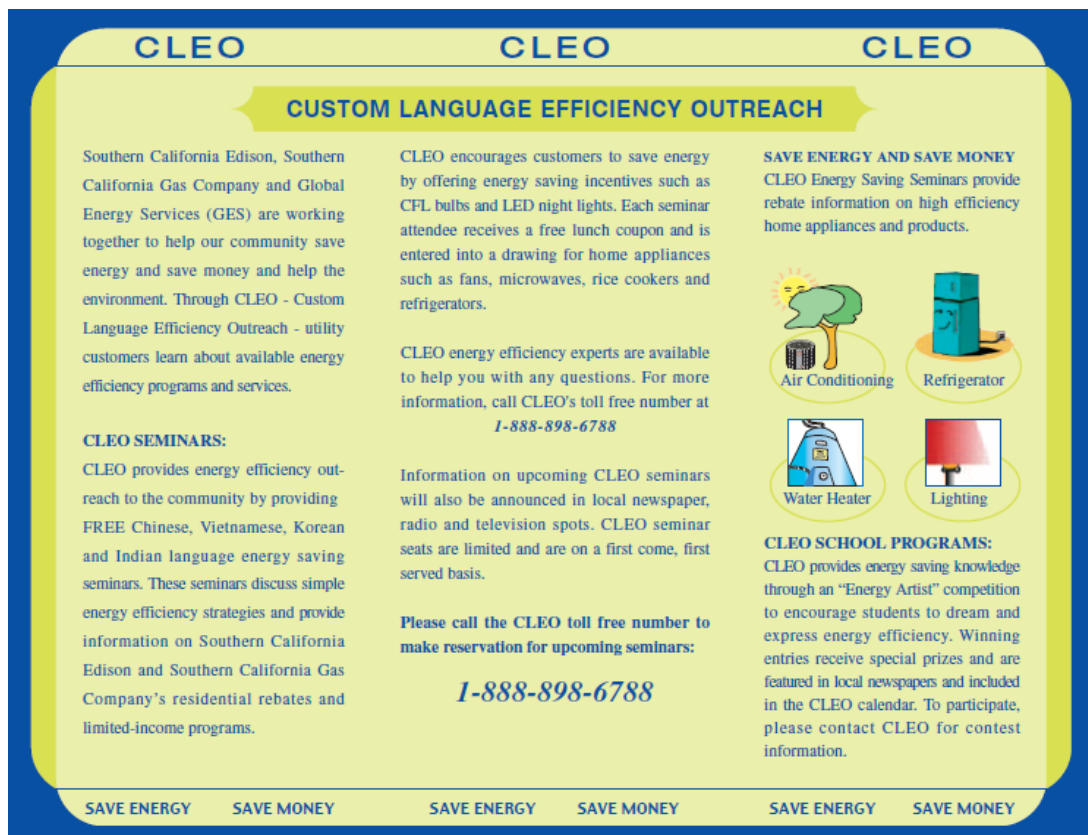 CLEO CLEO CLEO
CUSTOM LANGUAGE EFFICIENCY OUTREACH
Southern California Edison, Southern
California Gas Company and Global
Energy Services (GES) are working
together to help our community save
energy and save money and help the
environment. Through CLEO - Custom
Language Efficiency Outreach - utility
customers learn about available energy
efficiency programs and services.
CLEO SEMINARS:
CLEO provides energy efficiency out-
reach to the community by providing
FREE Chinese, Vietnamese, Korean
and Indian language energy saving
seminars. These seminars discuss simple
energy efficiency strategies and provide
information on Southern California
Edison and Southern California Gas
Company's residential rebates and
limited-income programs.
CLEO encourages customers to save energy
by offering energy saving incentives such as
CFL bulbs and LED night lights. Each seminar
attendee receives a free lunch coupon and is
entered into a drawing for home appliances
such as fans, microwaves, rice cookers and
refrigerators.
CLEO energy efficiency experts are available
to help you with any questions. For more
information, call CLEO's toll free number at
1-888-898-6788
Information on upcoming CLEO seminars
will also be announced in local newspaper,
radio and television spots. CLEO seminar
seats are limited and are on a first come, first
served basis.
Please call the CLEO toll free number to
make reservation for upcoming seminars:
1-888-898-6788
SAVE ENERGY AND SAVE MONEY
CLEO Energy Saving Seminars provide
rebate information on high efficiency
home appliances and products.
Air Conditioning Refrigerator
Water Heater Lighting
CLEO SCHOOL PROGRAMS:
CLEO provides energy saving knowledge
through an “Energy Artist” competition
to encourage students to dream and
express energy efficiency. Winning
entries receive special prizes and are
featured in local newspapers and included
in the CLEO calendar. To participate,
please contact CLEO for contest
information.
SAVE ENERGY SAVE MONEY SAVE ENERGY SAVE MONEY SAVE ENERGY SAVE MONEY